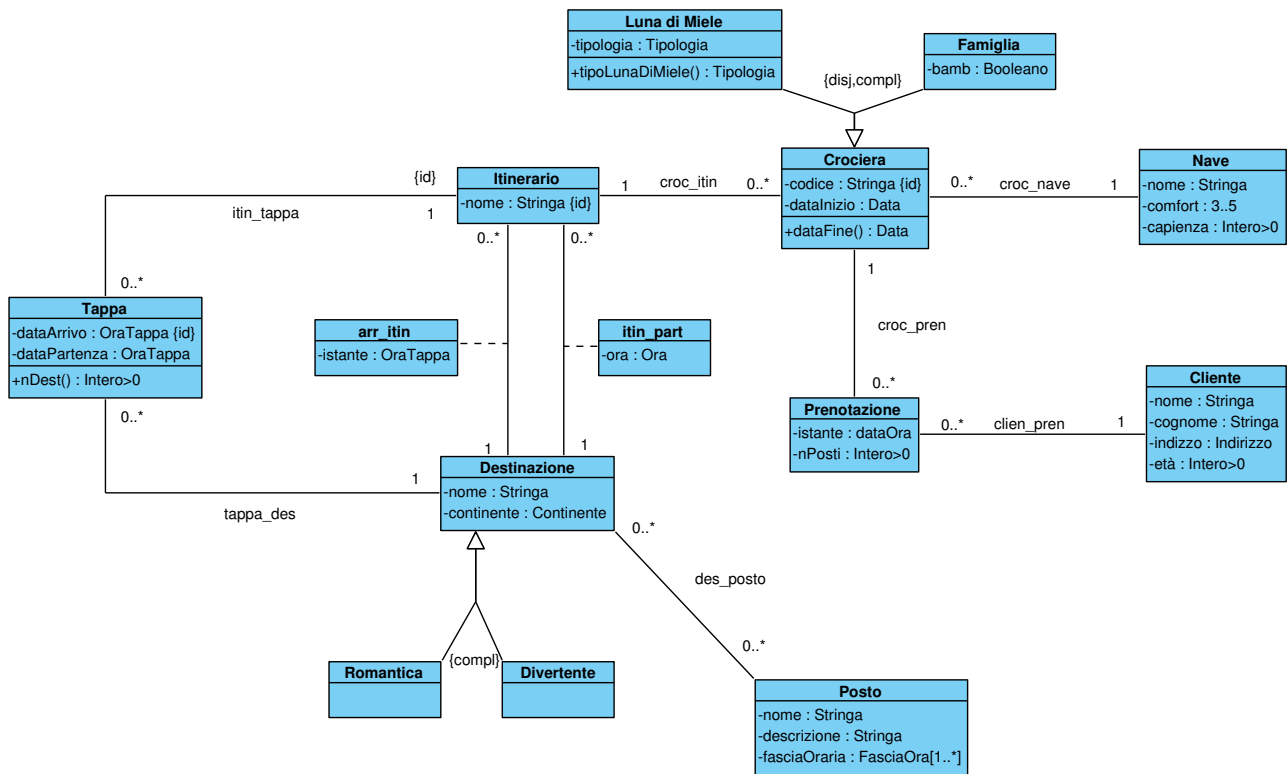 Luna di Miele
-tipologia : Tipologia
+tipoLunaDiMiele() : Tipologia
Famiglia
-bamb : Booleano
{disj,compl}
Crociera
-codice : Stringa {id}
-dataInizio : Data
+dataFine() : Data
Nave
-nome : Stringa
-comfort : 3..5
-capienza : Intero>0
0..*
croc_nave
1
Itinerario
-nome : Stringa {id}
1
croc_itin
0..*
{id}
1
itin_tappa
0..*
0..*
0..*
Tappa
-dataArrivo : OraTappa {id}
-dataPartenza : OraTappa
+nDest() : Intero>0
arr_itin
-istante : OraTappa
itin_part
-ora : Ora
1
croc_pren
0..*
Prenotazione
-istante : dataOra
-nPosti : Intero>0
0..*
clien_pren
1
Cliente
-nome : Stringa
-cognome : Stringa
-indizzo : Indirizzo
-età : Intero>0
0..*
1
1
1
tappa_des
Destinazione
-nome : Stringa
-continente : Continente
0..*
des_posto
0..*
{compl}
Romantica
Divertente
Posto
-nome : Stringa
-descrizione : Stringa
-fasciaOraria : FasciaOra[1..*]